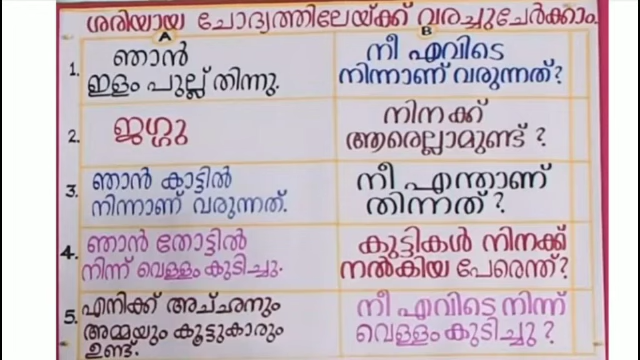 ശരിയായ ചോദ്യത്തിലേയ്ക്ക് വരച്ചുചേർക്കാം.
A B
1. ഞാൻ
ഇളം പുല്ല് തിന്നു.
നീ എവിടെ
നിന്നാണ് വരുന്നത്?
2. ജഗ്ഗു
നിനക്ക്
ആരെല്ലാമുണ്ട് ?
3. ഞാൻ കാട്ടിൽ
നിന്നാണ് വരുന്നത്.
നീ എന്താണ്
തിന്നത് ?
4. ഞാൻ തോട്ടിൽ
നിന്ന് വെള്ളം കുടിച്ചു.
കുട്ടികൾ നിനക്ക്
നൽകിയ പേരെന്ത്?
5. എനിക്ക് അച്ഛനും
അമ്മയും കൂട്ടുകാരും
ഉണ്ട്.
നീ എവിടെ നിന്ന്
വെള്ളം കുടിച്ചു ?